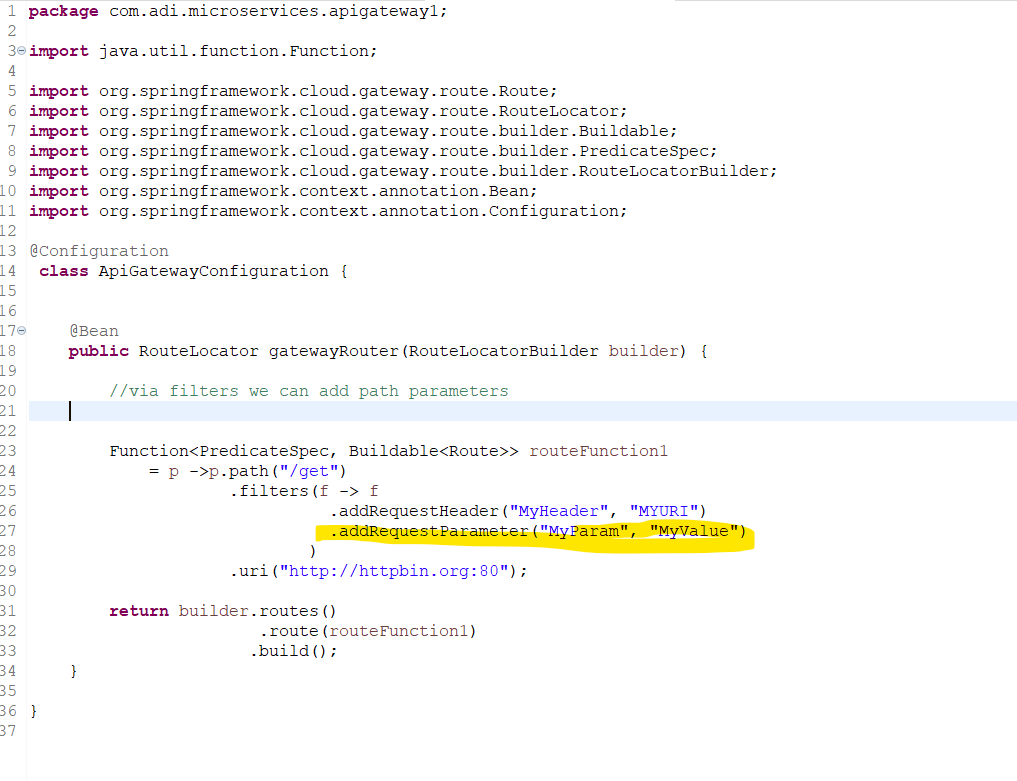 1 package com.adi.microservices.apigateway1;
2
3 import java.util.function.Function;
4
5 import org.springframework.cloud.gateway.route.Route;
6 import org.springframework.cloud.gateway.route.RouteLocator;
7 import org.springframework.cloud.gateway.route.builder.Buildable;
8 import org.springframework.cloud.gateway.route.builder.PredicateSpec;
9 import org.springframework.cloud.gateway.route.builder.RouteLocatorBuilder;
10 import org.springframework.context.annotation.Bean;
11 import org.springframework.context.annotation.Configuration;
12
13 @Configuration
14  class ApiGatewayConfiguration {
15
16
17     @Bean
18     public RouteLocator gatewayRouter(RouteLocatorBuilder builder) {
19
20         //via filters we can add path parameters
21
22
23         Function<PredicateSpec, Buildable<Route>> routeFunction1
24             = p ->p.path("/get")
25                     .filters(f -> f
26                               .addRequestHeader("MyHeader", "MYURI")
27                               .addRequestParameter("MyParam", "MyValue")
28                             )
29                     .uri("http://httpbin.org:80");
30
31         return builder.routes()
32                        .route(routeFunction1)
33                       .build();
34     }
35
36 }
37